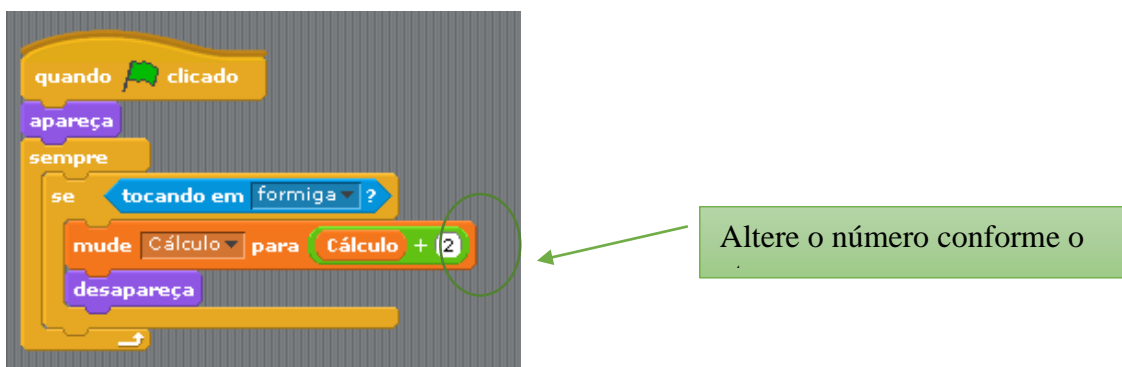 quando clicado
apareça
sempre
se tocando em formiga ?
mude Cálculo para Cálculo + 2
desapareça
Altere o número conforme o